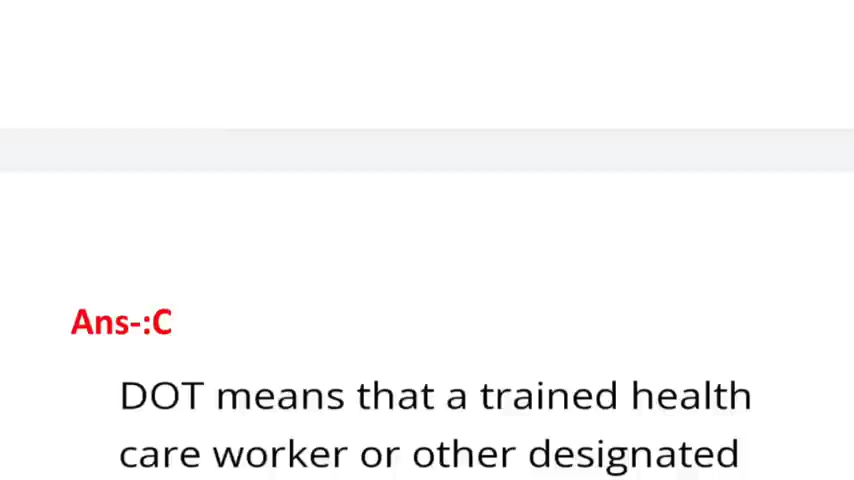 Ans-:C
DOT means that a trained health
care worker or other designated